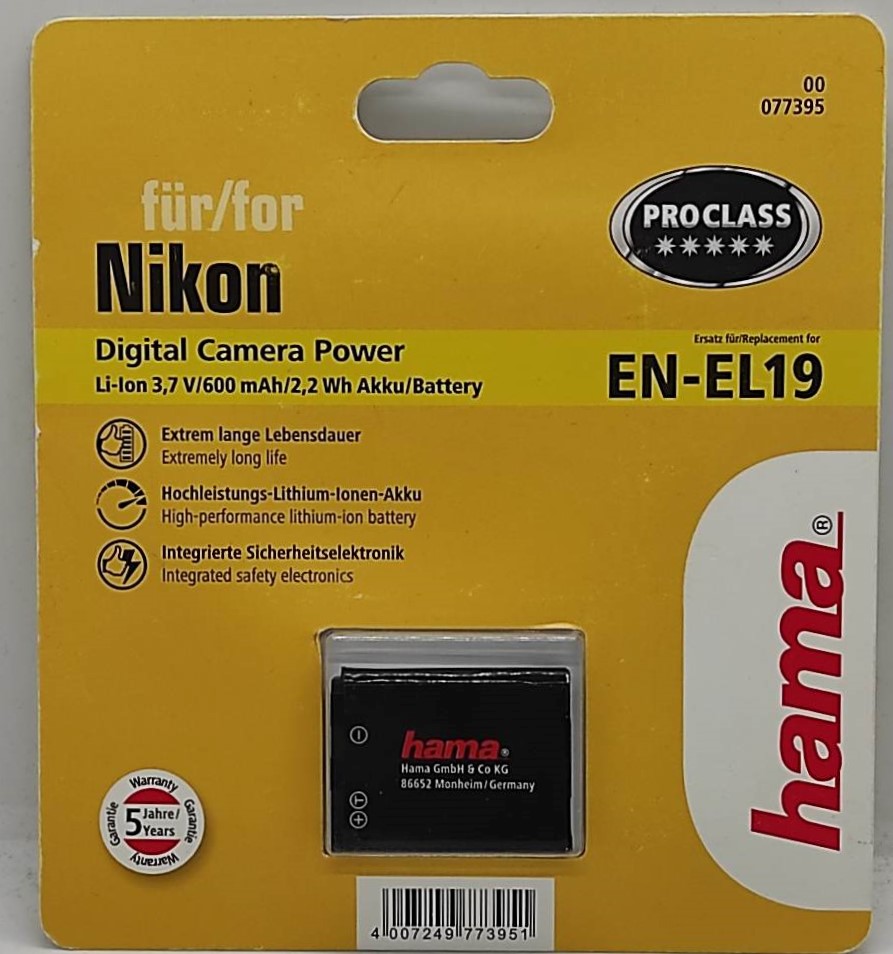 00
077395
für/for
Nikon
PROCLASS
Digital Camera Power
Li-Ion 3,7 V/600 mAh/2,2 Wh Akku/Battery
Ersatz für/Replacement for
EN-EL19
Extrem lange Lebensdauer
Extremely long life
Hochleistungs-Lithium-Ionen-Akku
High-performance lithium-ion battery
Integrierte Sicherheitselektronik
Integrated safety electronics
hama®
hama®
Hama GmbH & Co KG
86652 Monheim/Germany
T
Warranty
Garantie
5 Jahre/
Years
Garantie
Warranty
4 007249 773951